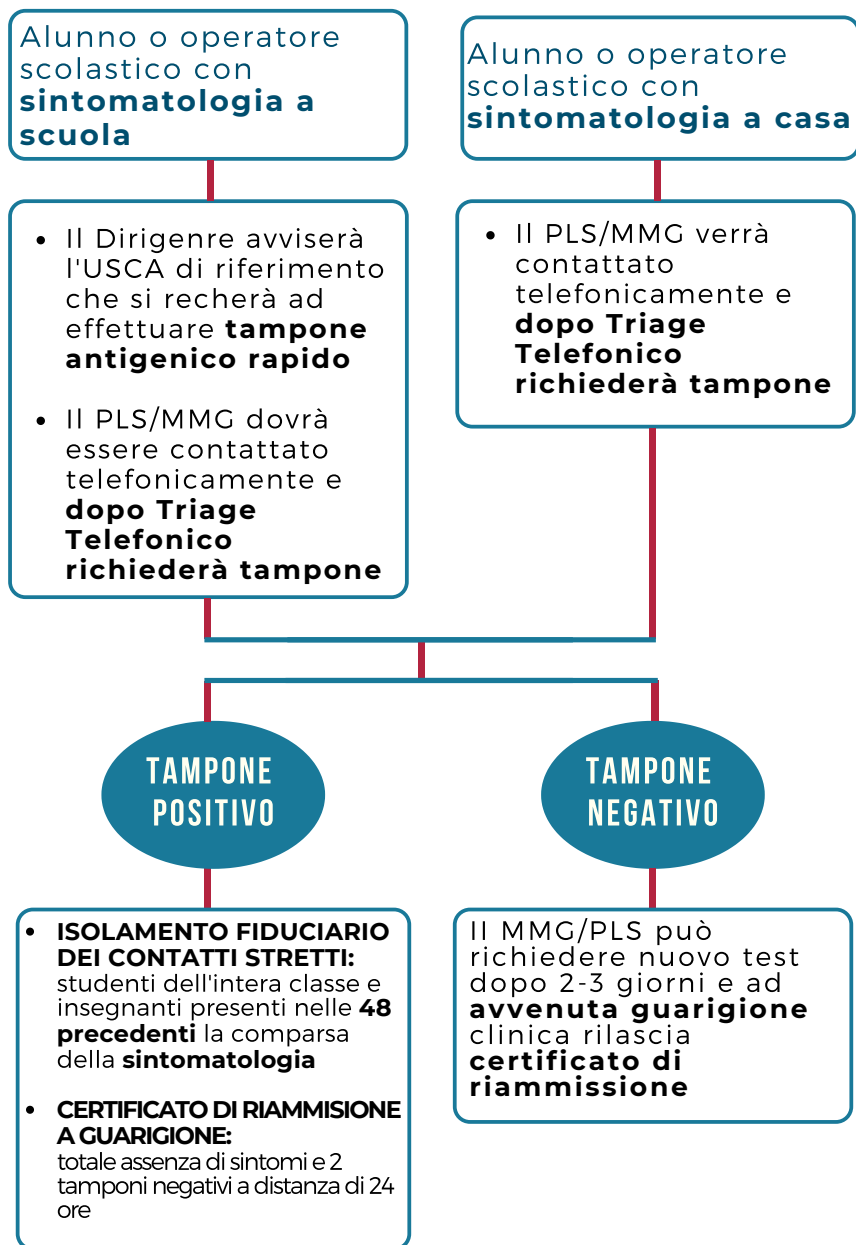 Alunno o operatore
scolastico con
sintomatologia a
scuola
Alunno o operatore
scolastico con
sintomatologia a casa
• Il Dirigenre avviserà
l'USCA di riferimento
che si recherà ad
effettuare tampone
antigenico rapido
• Il PLS/MMG dovrà
essere contattato
telefonicamente e
dopo Triage
Telefonico
richiederà tampone
• Il PLS/MMG verrà
contattato
telefonicamente e
dopo Triage
Telefonico
richiederà tampone
TAMPONE
POSITIVO
TAMPONE
NEGATIVO
• ISOLAMENTO FIDUCIARIO
DEI CONTATTI STRETTI:
studenti dell'intera classe e
insegnanti presenti nelle 48
precedenti la comparsa
della sintomatologia
• CERTIFICATO DI RIAMMISIONE
A GUARIGIONE:
totale assenza di sintomi e 2
tamponi negativi a distanza di 24
ore
Il MMG/PLS può
richiedere nuovo test
dopo 2-3 giorni e ad
avvenuta guarigione
clinica rilascia
certificato di
riammissione